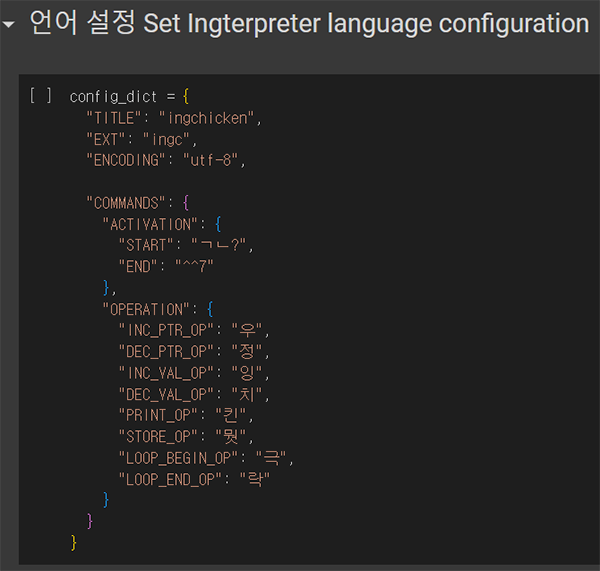 언어 설정 Set Ingterpreter language configuration
[ ] config_dict = {
"TITLE": "ingchicken",
"EXT": "ingc",
"ENCODING": "utf-8",
"COMMANDS": {
"ACTIVATION": {
"START": "ㄱㄴ?",
"END": "^^7"
},
"OPERATION": {
"INC_PTR_OP": "우",
"DEC_PTR_OP": "정",
"INC_VAL_OP": "잉",
"DEC_VAL_OP": "치",
"PRINT_OP": "킨",
"STORE_OP": "뭣",
"LOOP_BEGIN_OP": "극",
"LOOP_END_OP": "락"
}
}
}